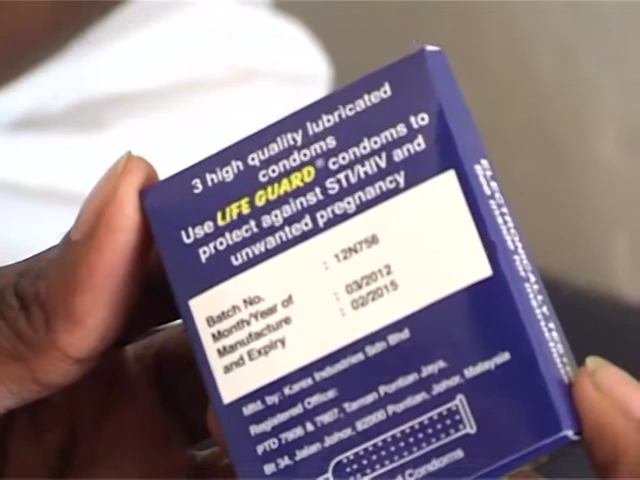 3 high quality lubricated
condoms
Use LIFE GUARD® condoms to
protect against STI/HIV and
unwanted pregnancy
Batch No. : 12N756
Month/Year of
Manufacture : 03/2012
and Expiry : 02/2015
Mfd. by: Karex Industries Sdn Bhd
Registered Office:
PTD 7906 & 7907, Taman Pontian Jaya,
Bt 34, Jalan Johor, 82000 Pontian, Johor, Malaysia
Condoms
ELECTRONICALLY